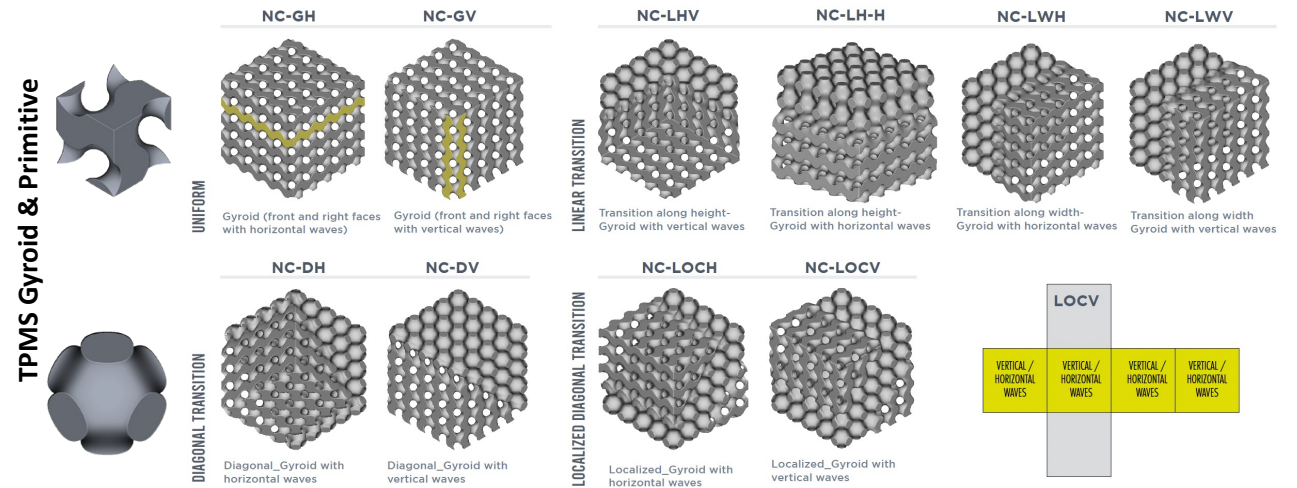 TPMS Gyroid & Primitive
UNIFORM
NC-GH
Gyroid (front and right faces
with horizontal waves)
NC-GV
Gyroid (front and right faces
with vertical waves)
LINEAR TRANSITION
NC-LHV
Transition along height-
Gyroid with vertical waves
NC-LH-H
Transition along height-
Gyroid with horizontal waves
NC-LWH
Transition along width-
Gyroid with horizontal waves
NC-LWV
Transition along width
Gyroid with vertical waves
DIAGONAL TRANSITION
NC-DH
Diagonal_Gyroid with
horizontal waves
NC-DV
Diagonal_Gyroid with
vertical waves
LOCALIZED DIAGONAL TRANSITION
NC-LOCH
Localized_Gyroid with
horizontal waves
NC-LOCV
Localized_Gyroid with
vertical waves
LOCV
VERTICAL /
HORIZONTAL
WAVES
VERTICAL /
HORIZONTAL
WAVES
VERTICAL /
HORIZONTAL
WAVES
VERTICAL /
HORIZONTAL
WAVES